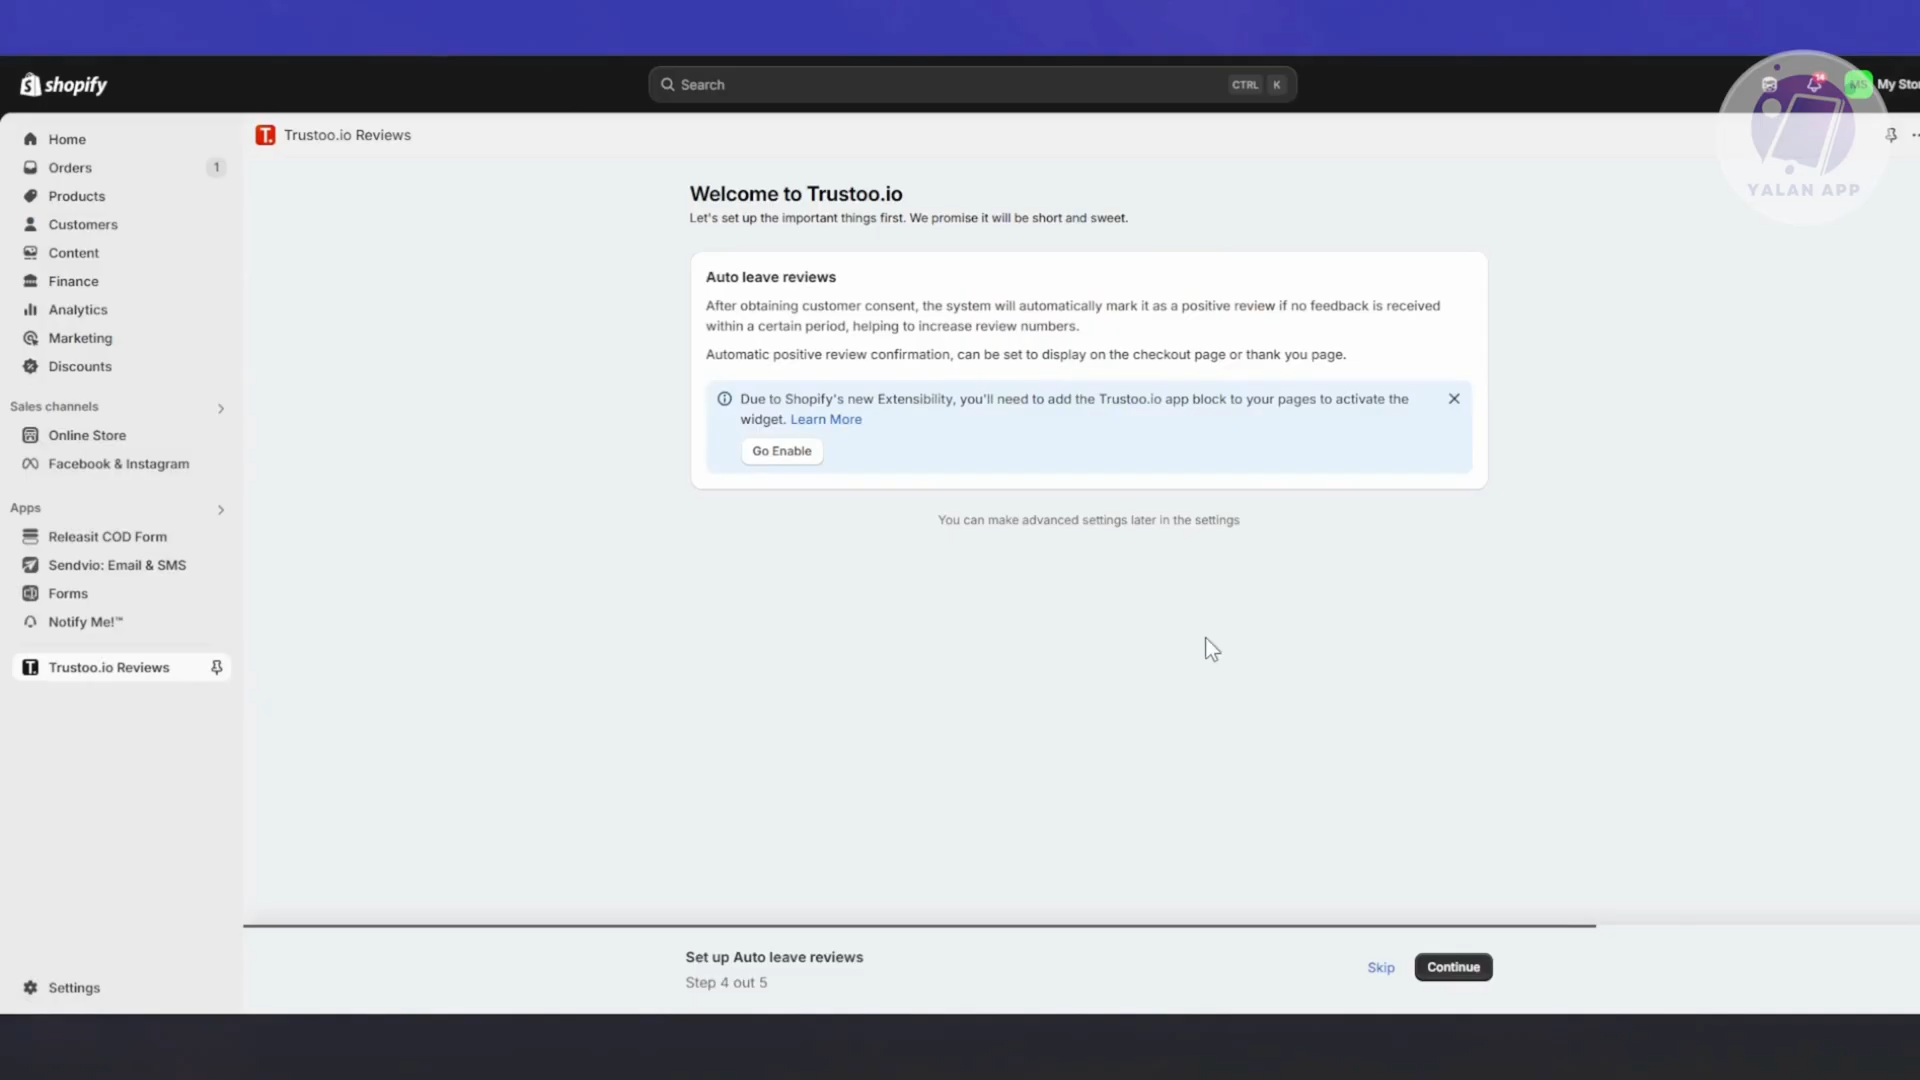 shopify
Search
CTRL K
14
MS
My Sto
YALAN APP
Home
Orders
1
Products
Customers
Content
Finance
Analytics
Marketing
Discounts
Sales channels
Online Store
Facebook & Instagram
Apps
Releasit COD Form
Sendvio: Email & SMS
Forms
Notify Me!™
Trustoo.io Reviews
Settings
T. Trustoo.io Reviews
Welcome to Trustoo.io
Let's set up the important things first. We promise it will be short and sweet.
Auto leave reviews
After obtaining customer consent, the system will automatically mark it as a positive review if no feedback is received
within a certain period, helping to increase review numbers.
Automatic positive review confirmation, can be set to display on the checkout page or thank you page.
Due to Shopify's new Extensibility, you'll need to add the Trustoo.io app block to your pages to activate the
widget. Learn More
Go Enable
You can make advanced settings later in the settings
Set up Auto leave reviews
Step 4 out 5
Skip
Continue